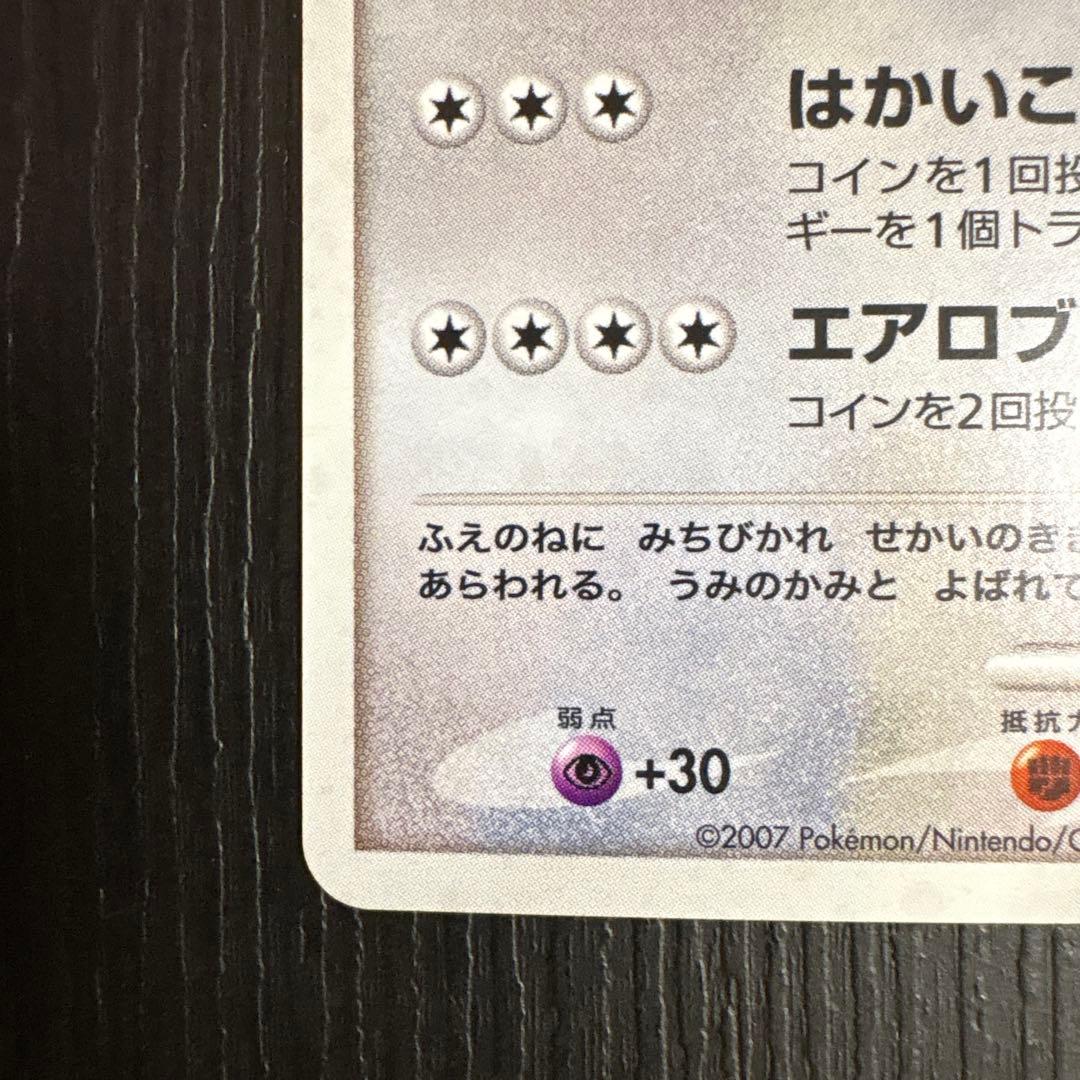 はかいこ
コインを1回投
ギーを1個トラ
エアロブ
コインを2回投
ふえのねに みちびかれ せかいのき
あらわれる。 うみのかみと よばれて
弱点
抵抗
+30
©2007 Pokémon/Nintendo/